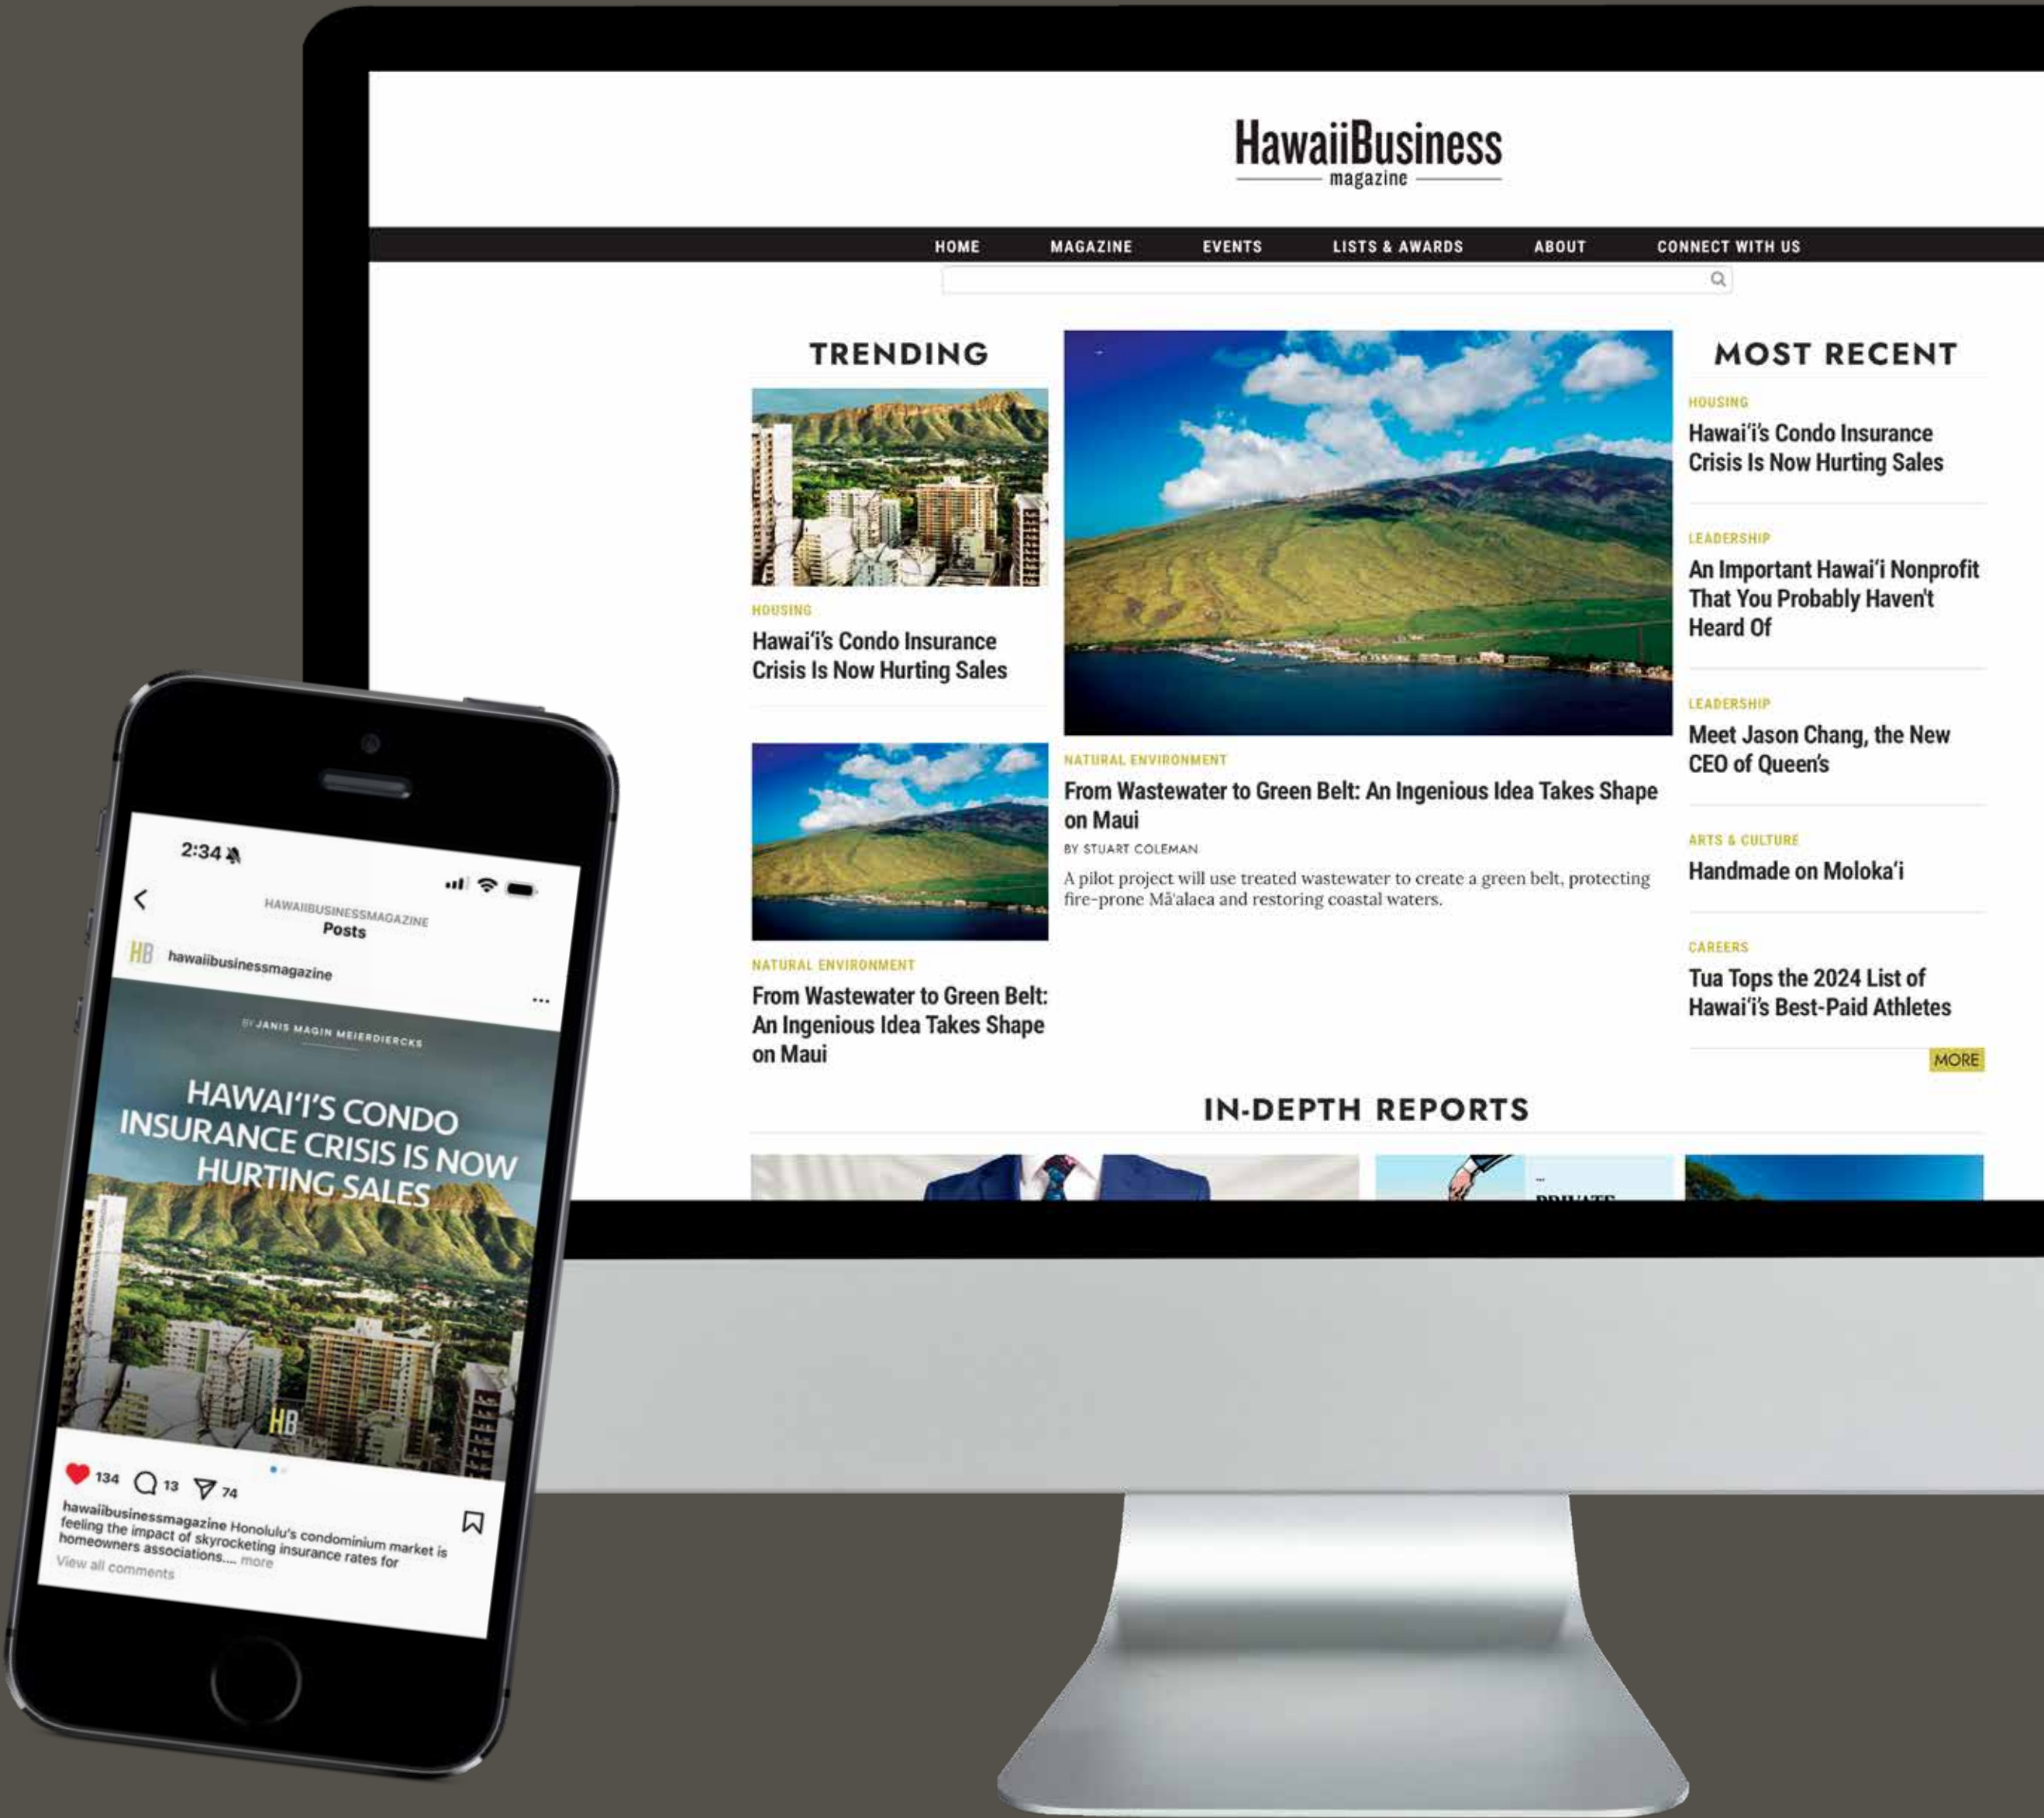 HawaiiBusiness
magazine
HOME MAGAZINE EVENTS LISTS & AWARDS ABOUT CONNECT WITH US
TRENDING
HOUSING
Hawai‘i’s Condo Insurance
Crisis Is Now Hurting Sales
NATURAL ENVIRONMENT
From Wastewater to Green Belt:
An Ingenious Idea Takes Shape
on Maui
NATURAL ENVIRONMENT
From Wastewater to Green Belt: An Ingenious Idea Takes Shape
on Maui
BY STUART COLEMAN
A pilot project will use treated wastewater to create a green belt, protecting
fire-prone Mā‘alaea and restoring coastal waters.
MOST RECENT
HOUSING
Hawai‘i’s Condo Insurance
Crisis Is Now Hurting Sales
LEADERSHIP
An Important Hawai‘i Nonprofit
That You Probably Haven't
Heard Of
LEADERSHIP
Meet Jason Chang, the New
CEO of Queen’s
ARTS & CULTURE
Handmade on Moloka‘i
CAREERS
Tua Tops the 2024 List of
Hawai‘i’s Best-Paid Athletes
MORE
IN-DEPTH REPORTS
PRIVATE
2:34
HAWAIIBUSINESSMAGAZINE
Posts
HB hawaiibusinessmagazine
BY JANIS MAGIN MEIERDIERCKS
HAWAI‘I’S CONDO
INSURANCE CRISIS IS NOW
HURTING SALES
HB
134 13 74
hawaiibusinessmagazine Honolulu's condominium market is
feeling the impact of skyrocketing insurance rates for
homeowners associations.... more
View all comments